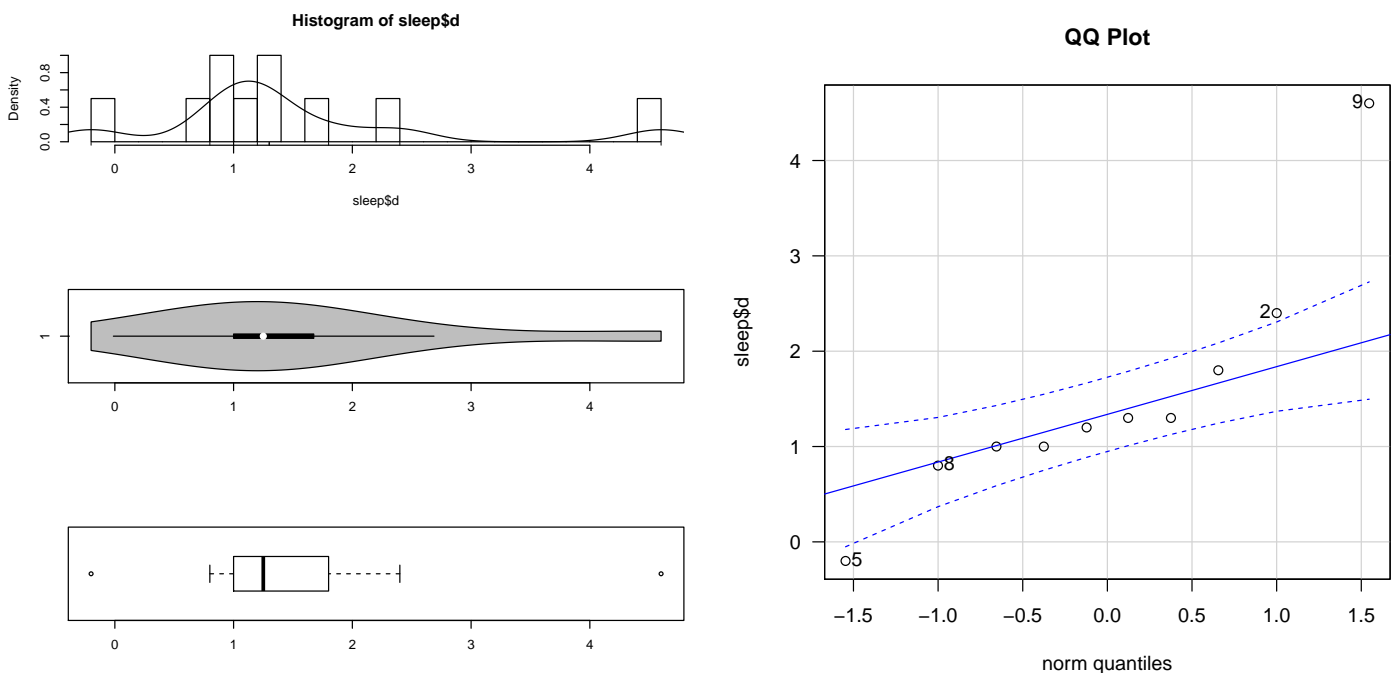 Histogram of sleep$d
Density
0.0 0.4 0.8
0 1 2 3 4
sleep$d
1
0 1 2 3 4
0 1 2 3 4
QQ Plot
sleep$d
9
4
3
2
2
8
1
5
0
−1.5 −1.0 −0.5 0.0 0.5 1.0 1.5
norm quantiles